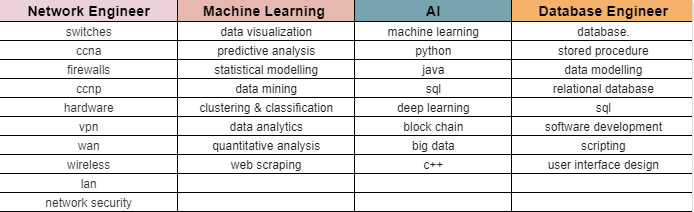 Network Engineer Machine Learning AI Database Engineer
switches data visualization machine learning database.
ccna predictive analysis python stored procedure
firewalls statistical modelling java data modelling
ccnp data mining sql relational database
hardware clustering & classification deep learning sql
vpn data analytics block chain software development
wan quantitative analysis big data scripting
wireless web scraping c++ user interface design
lan
network security